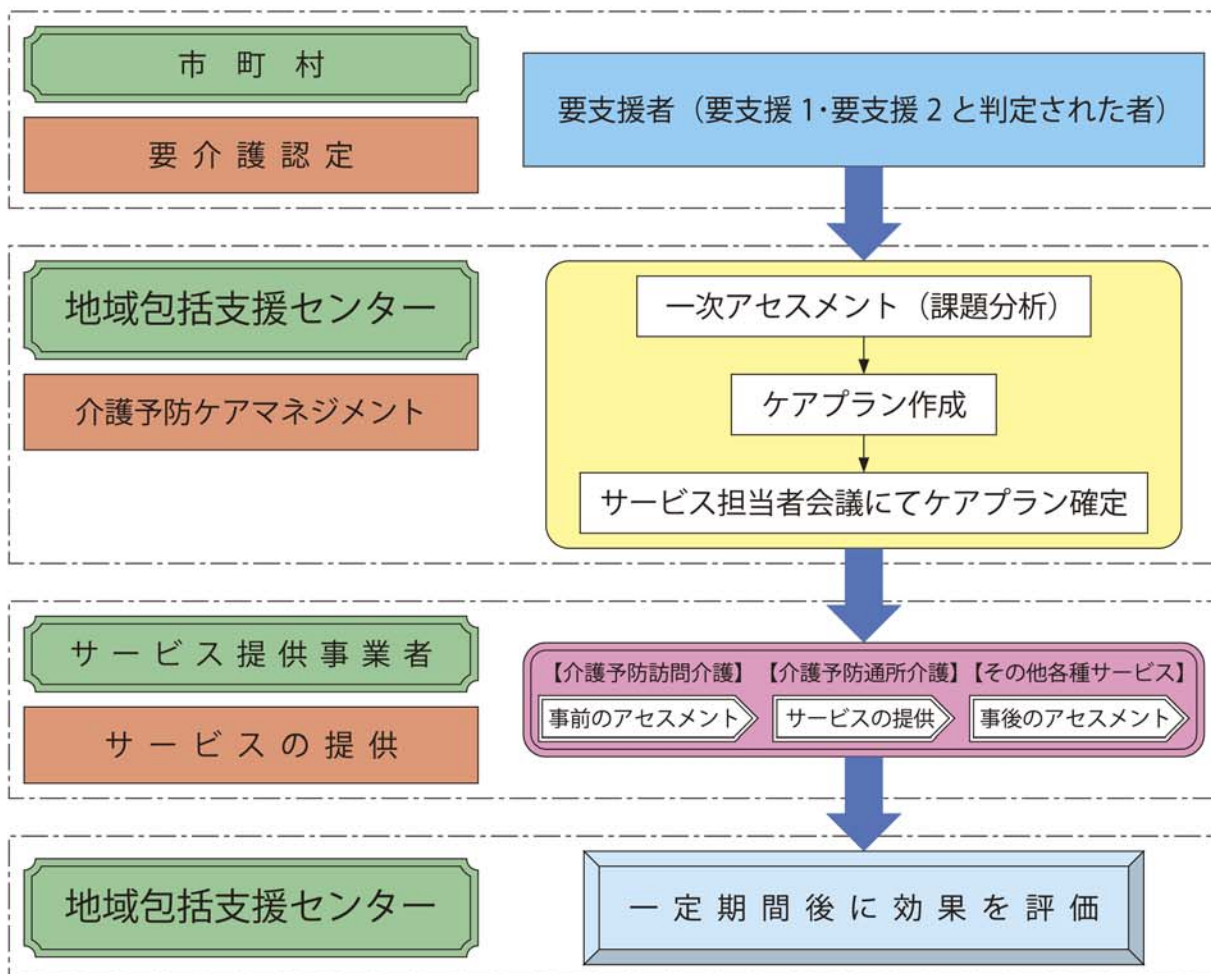 市町村
要介護認定
要支援者（要支援1・要支援2と判定された者）
地域包括支援センター
介護予防ケアマネジメント
一次アセスメント（課題分析）
ケアプラン作成
サービス担当者会議にてケアプラン確定
サービス提供事業者
サービスの提供
【介護予防訪問介護】【介護予防通所介護】【その他各種サービス】
事前のアセスメント サービスの提供 事後のアセスメント
地域包括支援センター
一定期間後に効果を評価